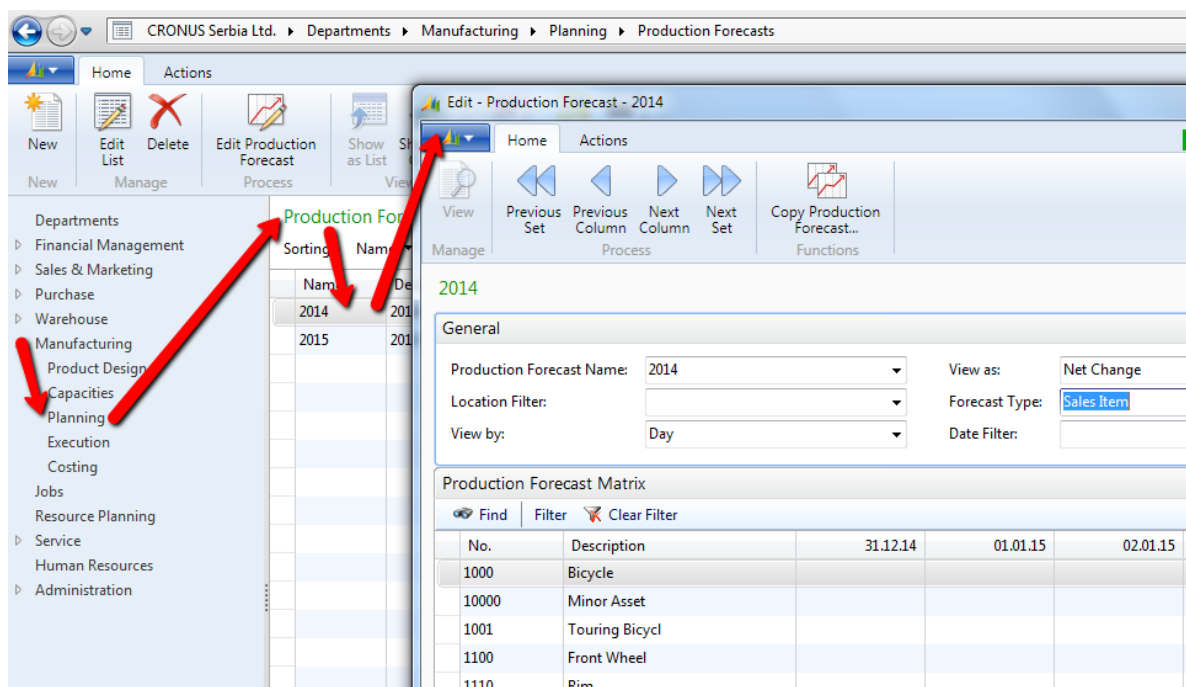 CRONUS Serbia Ltd. Departments Manufacturing Planning Production Forecasts
Home Actions
New
Edit List
Delete
Edit Production Forecast
Show as List
New Manage Process
Departments
Financial Management
Sales & Marketing
Purchase
Warehouse
Manufacturing
Product Design
Capacities
Planning
Execution
Costing
Jobs
Resource Planning
Service
Human Resources
Administration
Production
Sorting
2014
2015
Edit - Production Forecast - 2014
Home Actions
View
Previous Set
Previous Column
Next Column
Next Set
Copy Production Forecast...
Manage Process Functions
2014
General
Production Forecast Name: 2014 View as: Net Change
Location Filter: Forecast Type: Sales Item
View by: Day Date Filter:
Production Forecast Matrix
Find Filter Clear Filter
No. Description 31.12.14 01.01.15 02.01.15
1000 Bicycle
10000 Minor Asset
1001 Touring Bicycl
1100 Front Wheel
1110 Rim